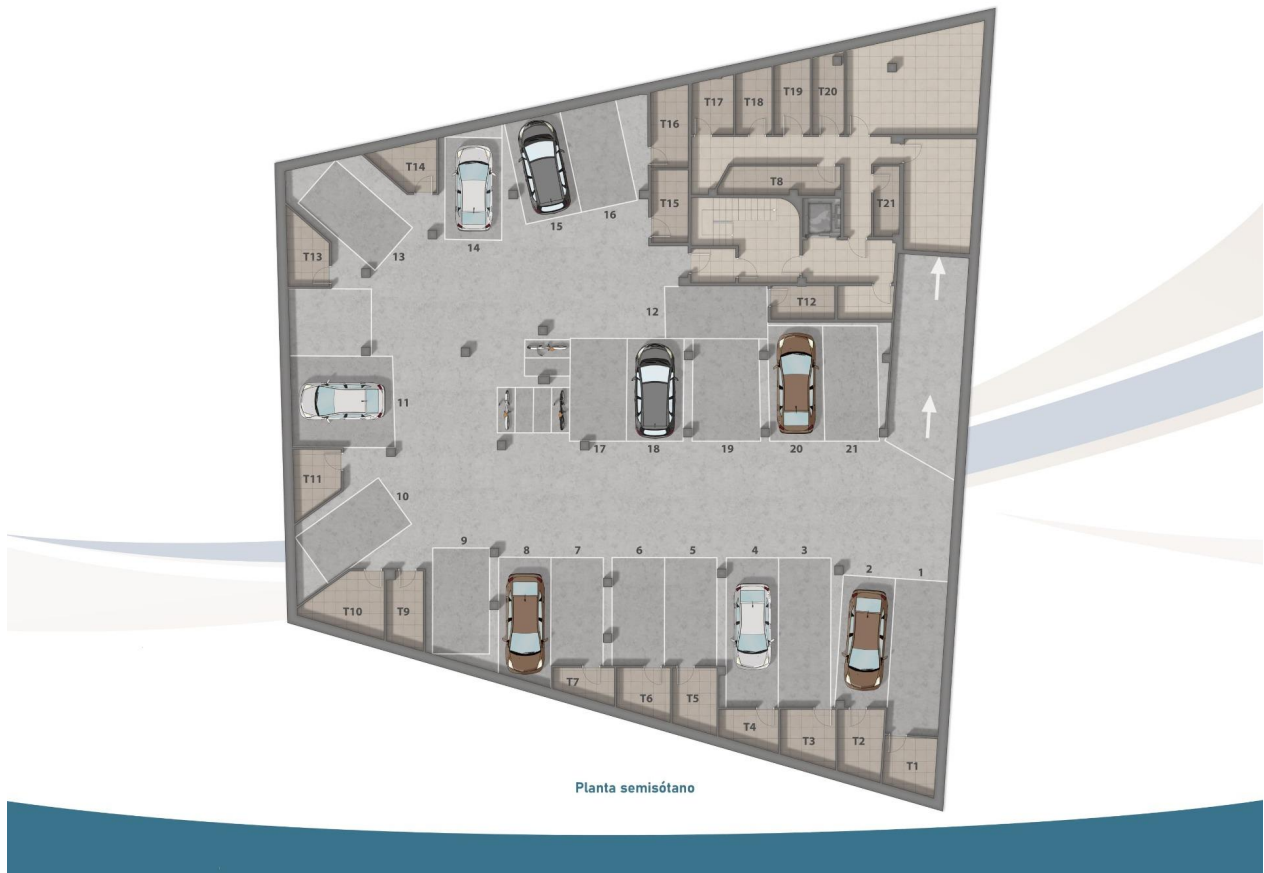 T17 T18 T19 T20
T16
T14
T8
T15
T21
16
15
14
13
T13
12
T12
11
17 18 19 20 21
T11
10
9
8 7 6 5 4 3
2 1
T10 T9
T7
T6 T5
T4 T3 T2
T1
Planta semisótano